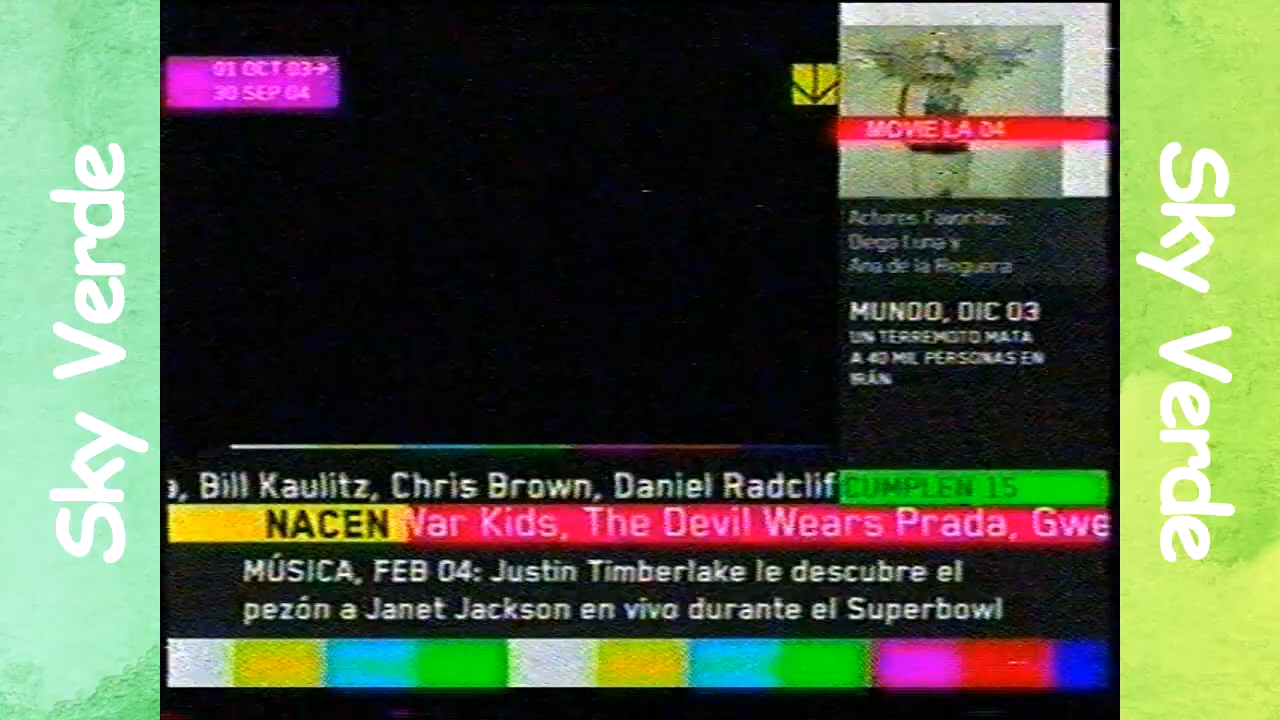 Sky Verde
01 OCT 03→
30 SEP 04
MOVIE LA 04
Actores Favoritos:
Diego Luna y
Ana de la Reguera
MUNDO, DIC 03
UN TERREMOTO MATA
A 40 MIL PERSONAS EN
IRÁN
a, Bill Kaulitz, Chris Brown, Daniel Radclif
CUMPLEN 15
NACEN War Kids, The Devil Wears Prada, Gwe
MÚSICA, FEB 04: Justin Timberlake le descubre el
pezón a Janet Jackson en vivo durante el Superbowl
Sky Verde